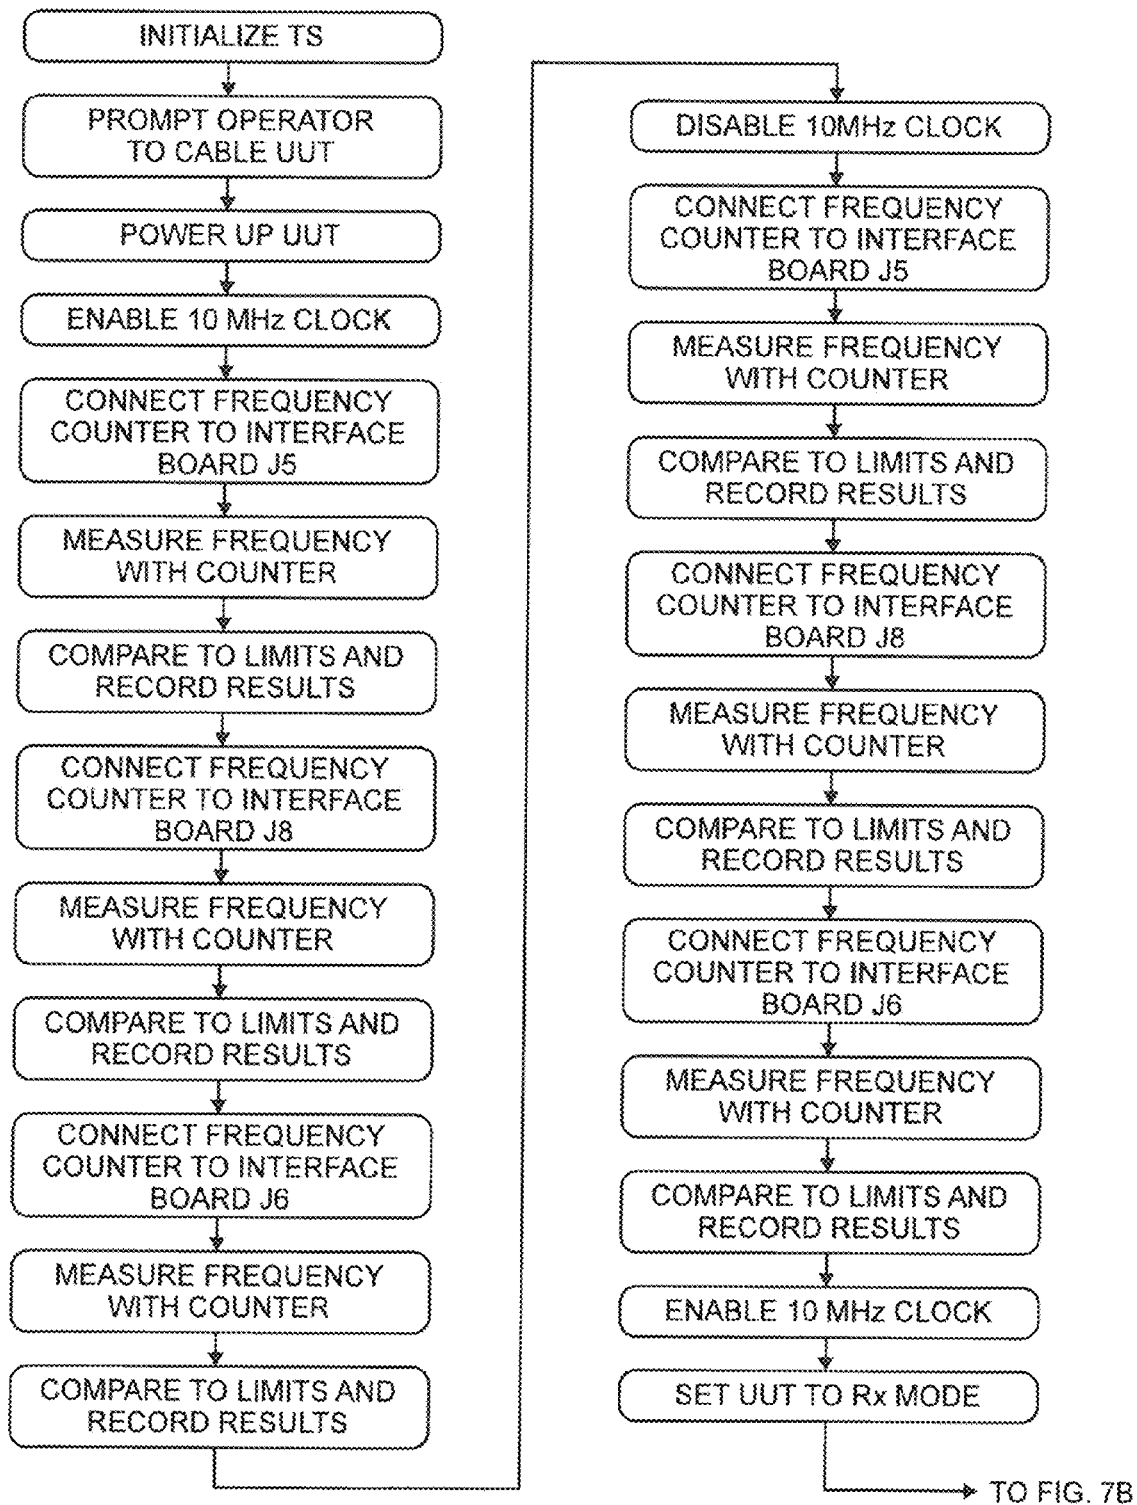 INITIALIZE TS
PROMPT OPERATOR
TO CABLE UUT
POWER UP UUT
ENABLE 10 MHz CLOCK
CONNECT FREQUENCY
COUNTER TO INTERFACE
BOARD J5
MEASURE FREQUENCY
WITH COUNTER
COMPARE TO LIMITS AND
RECORD RESULTS
CONNECT FREQUENCY
COUNTER TO INTERFACE
BOARD J8
MEASURE FREQUENCY
WITH COUNTER
COMPARE TO LIMITS AND
RECORD RESULTS
CONNECT FREQUENCY
COUNTER TO INTERFACE
BOARD J6
MEASURE FREQUENCY
WITH COUNTER
COMPARE TO LIMITS AND
RECORD RESULTS
DISABLE 10MHz CLOCK
CONNECT FREQUENCY
COUNTER TO INTERFACE
BOARD J5
MEASURE FREQUENCY
WITH COUNTER
COMPARE TO LIMITS AND
RECORD RESULTS
CONNECT FREQUENCY
COUNTER TO INTERFACE
BOARD J8
MEASURE FREQUENCY
WITH COUNTER
COMPARE TO LIMITS AND
RECORD RESULTS
CONNECT FREQUENCY
COUNTER TO INTERFACE
BOARD J6
MEASURE FREQUENCY
WITH COUNTER
COMPARE TO LIMITS AND
RECORD RESULTS
ENABLE 10 MHz CLOCK
SET UUT TO Rx MODE
TO FIG. 7B